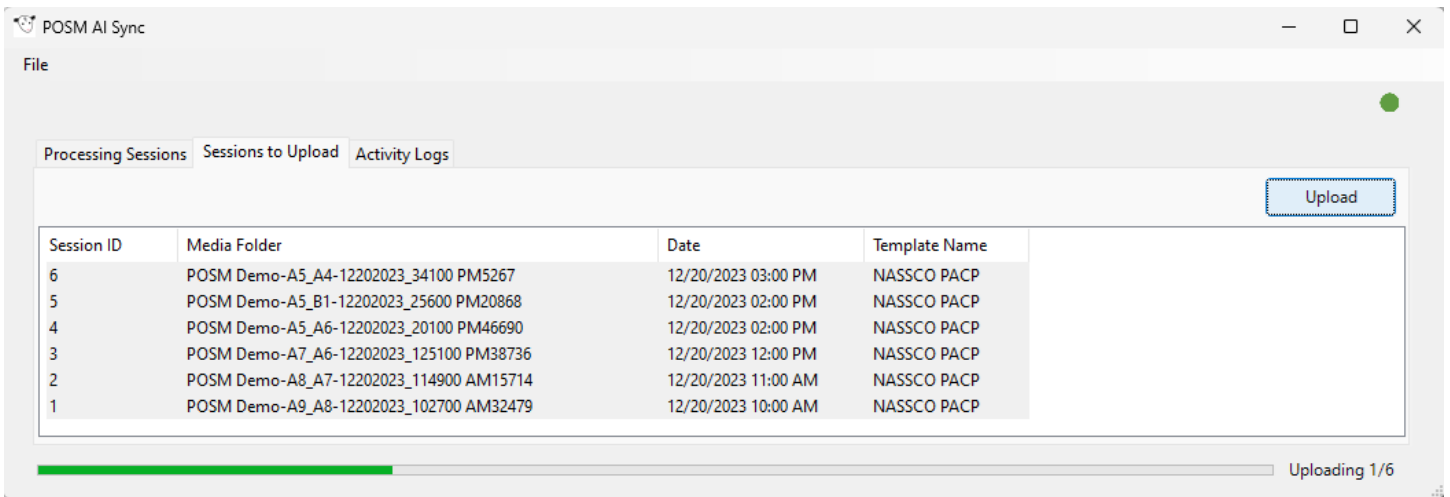 POSM AI Sync
File
Processing Sessions Sessions to Upload Activity Logs
Upload
Session ID Media Folder Date Template Name
6 POSM Demo-A5_A4-12202023_34100 PM5267 12/20/2023 03:00 PM NASSCO PACP
5 POSM Demo-A5_B1-12202023_25600 PM20868 12/20/2023 02:00 PM NASSCO PACP
4 POSM Demo-A5_A6-12202023_20100 PM46690 12/20/2023 02:00 PM NASSCO PACP
3 POSM Demo-A7_A6-12202023_125100 PM38736 12/20/2023 12:00 PM NASSCO PACP
2 POSM Demo-A8_A7-12202023_114900 AM15714 12/20/2023 11:00 AM NASSCO PACP
1 POSM Demo-A9_A8-12202023_102700 AM32479 12/20/2023 10:00 AM NASSCO PACP
Uploading 1/6